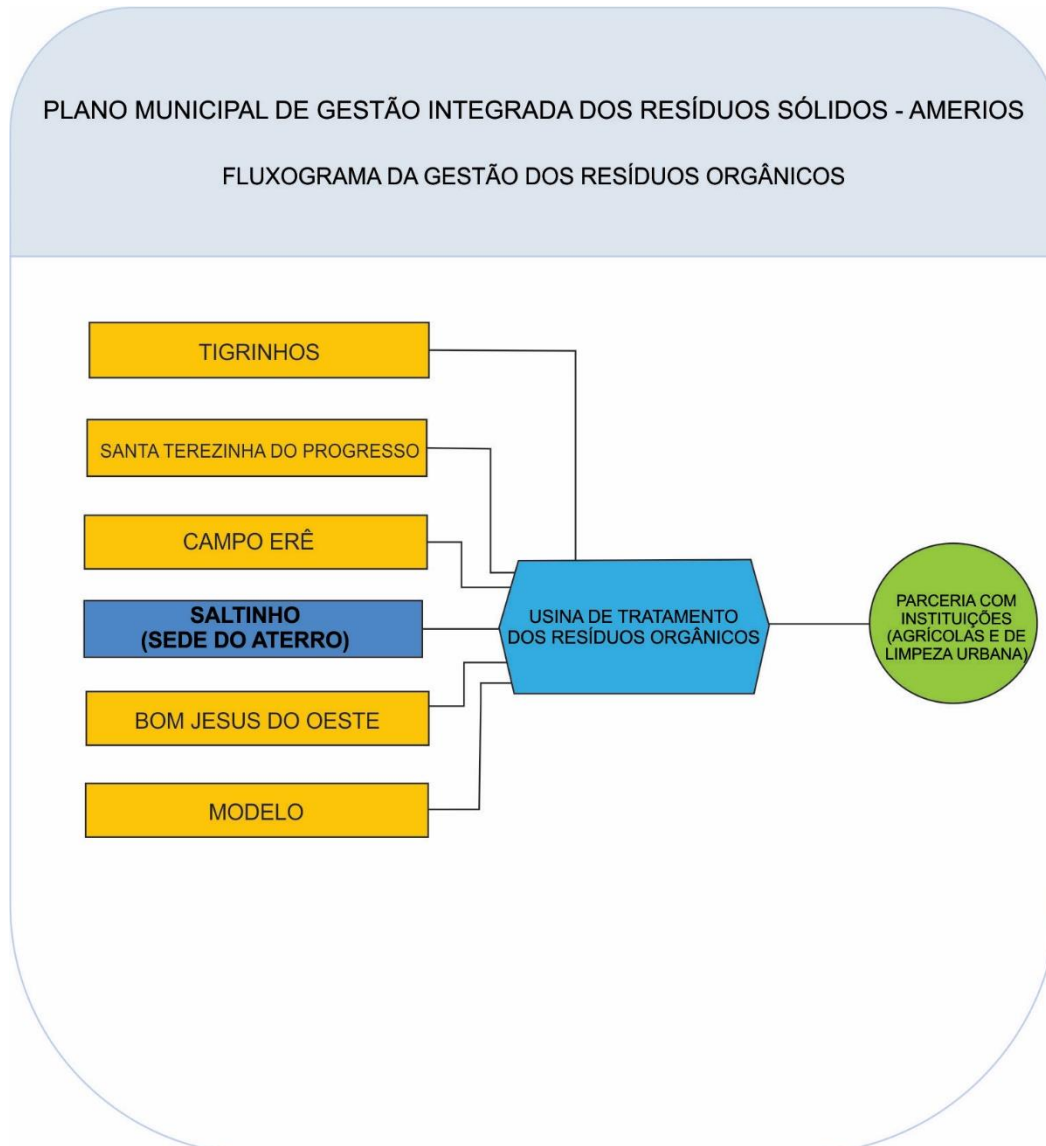 PLANO MUNICIPAL DE GESTÃO INTEGRADA DOS RESÍDUOS SÓLIDOS - AMERIOS
FLUXOGRAMA DA GESTÃO DOS RESÍDUOS ORGÂNICOS
TIGRINHOS
SANTA TEREZINHA DO PROGRESSO
CAMPO ERÊ
SALTINHO
(SEDE DO ATERRO)
BOM JESUS DO OESTE
MODELO
USINA DE TRATAMENTO
DOS RESÍDUOS ORGÂNICOS
PARCERIA COM
INSTITUIÇÕES
(AGRÍCOLAS E DE
LIMPEZA URBANA)